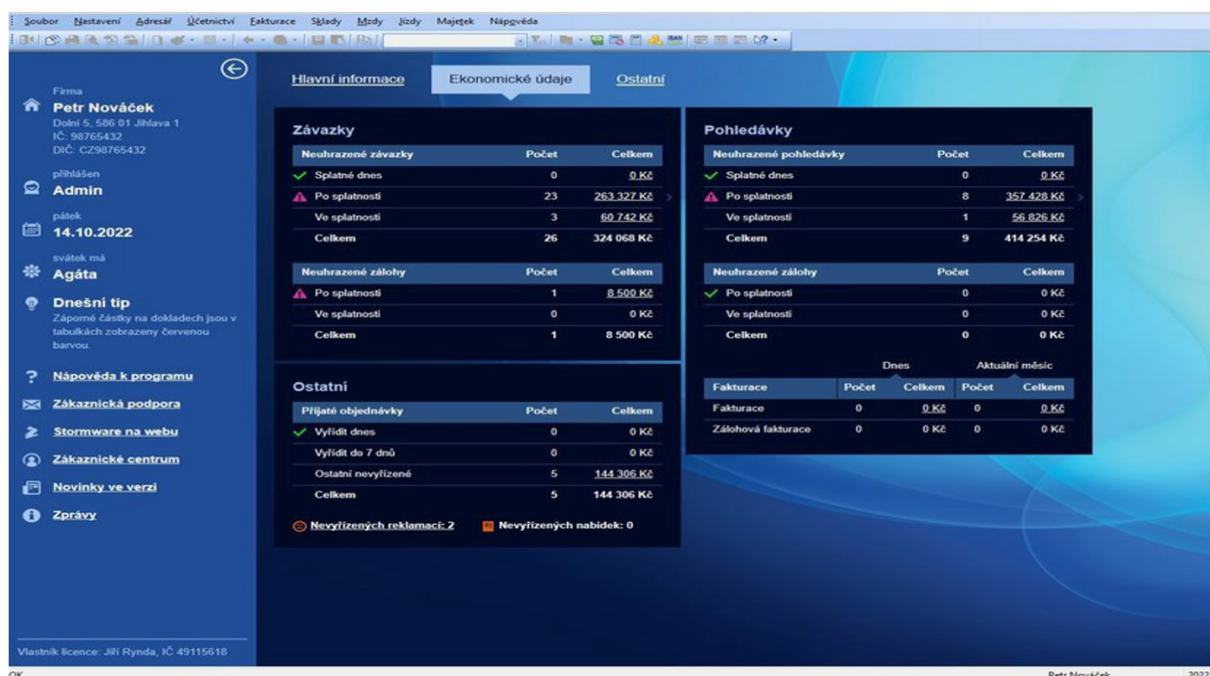 Soubor Nastavení Adresář Účetnictví Fakturace Sklady Mzdy Jízdy Majetek Nápověda
IBAN
Firma
Petr Nováček
Dolní 5, 586 01 Jihlava 1
IČ: 98765432
DIČ: CZ98765432
přihlášen
Admin
pátek
14.10.2022
svátek má
Agáta
Dnešní tip
Záporné částky na dokladech jsou v
tabulkách zobrazeny červenou
barvou.
Nápověda k programu
Zákaznická podpora
Stormware na webu
Zákaznické centrum
Novinky ve verzi
Zprávy
Vlastník licence: Jiří Rynda, IČ 49115618
Hlavní informace Ekonomické údaje Ostatní
Závazky
Neuhrazené závazky Počet Celkem
Splatné dnes 0 0 Kč
Po splatnosti 23 263 327 Kč
Ve splatnosti 3 60 742 Kč
Celkem 26 324 068 Kč
Neuhrazené zálohy Počet Celkem
Po splatnosti 1 8 500 Kč
Ve splatnosti 0 0 Kč
Celkem 1 8 500 Kč
Ostatní
Přijaté objednávky Počet Celkem
Vyřídit dnes 0 0 Kč
Vyřídit do 7 dnů 0 0 Kč
Ostatní nevyřízené 5 144 306 Kč
Celkem 5 144 306 Kč
Nevyřízených reklamací: 2 Nevyřízených nabídek: 0
Pohledávky
Neuhrazené pohledávky Počet Celkem
Splatné dnes 0 0 Kč
Po splatnosti 8 357 428 Kč
Ve splatnosti 1 56 826 Kč
Celkem 9 414 254 Kč
Neuhrazené zálohy Počet Celkem
Po splatnosti 0 0 Kč
Ve splatnosti 0 0 Kč
Celkem 0 0 Kč
Dnes Aktuální měsíc
Fakturace Počet Celkem Počet Celkem
Fakturace 0 0 Kč 0 0 Kč
Zálohová fakturace 0 0 Kč 0 0 Kč
OK Petr Nováček 2022